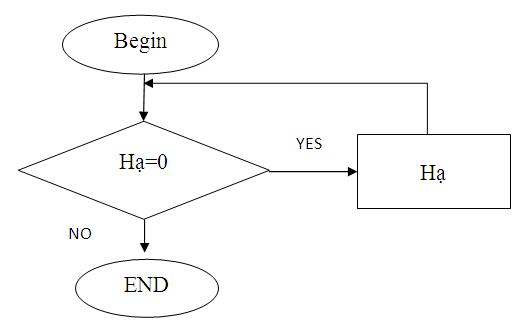 Begin
Hạ=0
YES
Hạ
NO
END